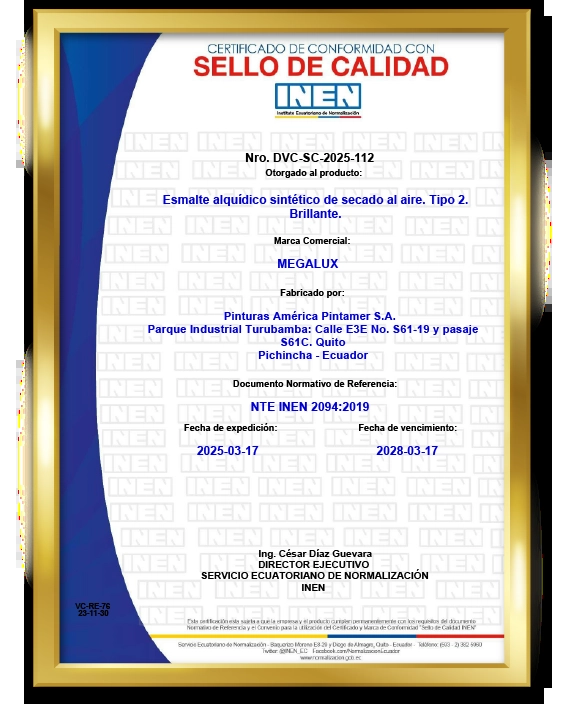 CERTIFICADO DE CONFORMIDAD CON
SELLO DE CALIDAD
INEN
Instituto Ecuatoriano de Normalización
Nro. DVC-SC-2025-112
Otorgado al producto:
Esmalte alquídico sintético de secado al aire. Tipo 2.
Brillante.
Marca Comercial:
MEGALUX
Fabricado por:
Pinturas América Pintamer S.A.
Parque Industrial Turubamba: Calle E3E No. S61-19 y pasaje
S61C. Quito
Pichincha - Ecuador
Documento Normativo de Referencia:
NTE INEN 2094:2019
Fecha de expedición: Fecha de vencimiento:
2025-03-17 2028-03-17
Ing. César Díaz Guevara
DIRECTOR EJECUTIVO
SERVICIO ECUATORIANO DE NORMALIZACIÓN
INEN
VC-RE-76
23-11-30
Esta certificación está sujeta a que la empresa y el producto cumplan permanentemente con los requisitos del documento
Normativo de Referencia y el Convenio para la utilización del Certificado y Marca de Conformidad "Sello de Calidad INEN"
Servicio Ecuatoriano de Normalización - Baquerizo Moreno E8-29 y Diego de Almagro, Quito - Ecuador - Teléfono: (593 - 2) 382 5960
Twitter: @INEN_EC Facebook.com/NormalizacionEcuador
www.normalizacion.gob.ec